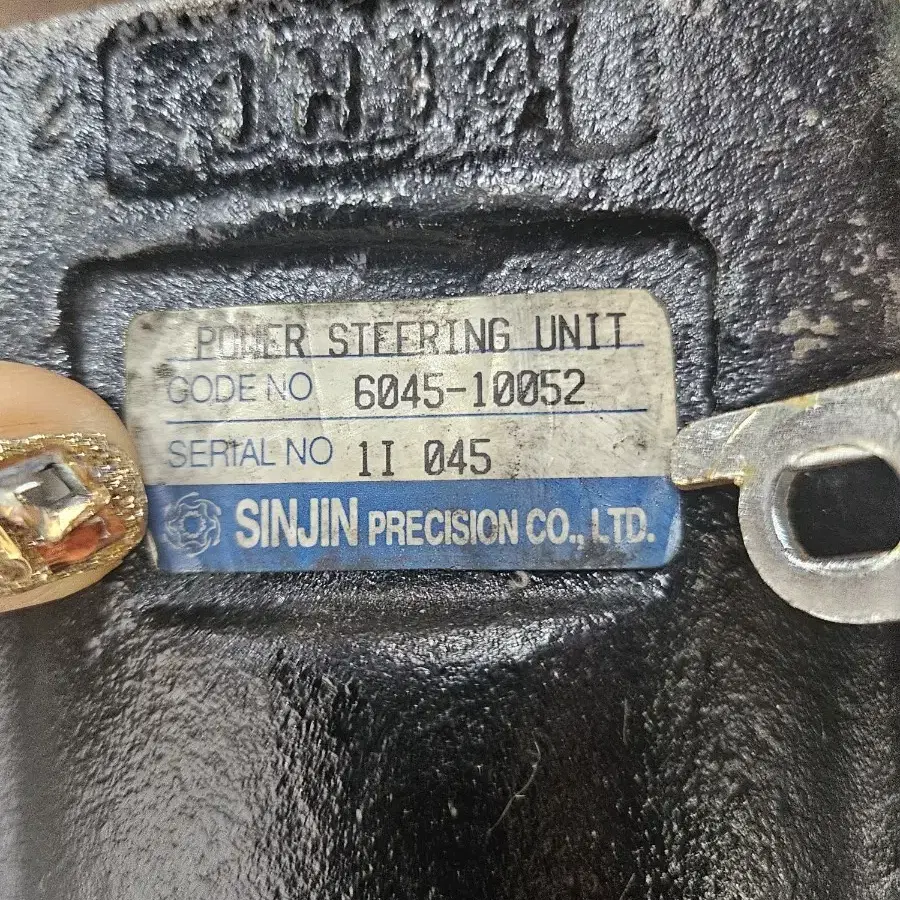 POWER STEERING UNIT
CODE NO 6045-10052
SERIAL NO 1I 045
SINJIN PRECISION CO., LTD.